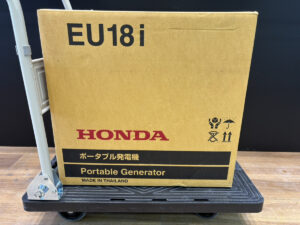 EU18i
HONDA
ポータブル発電機
Portable Generator
MADE IN THAILAND